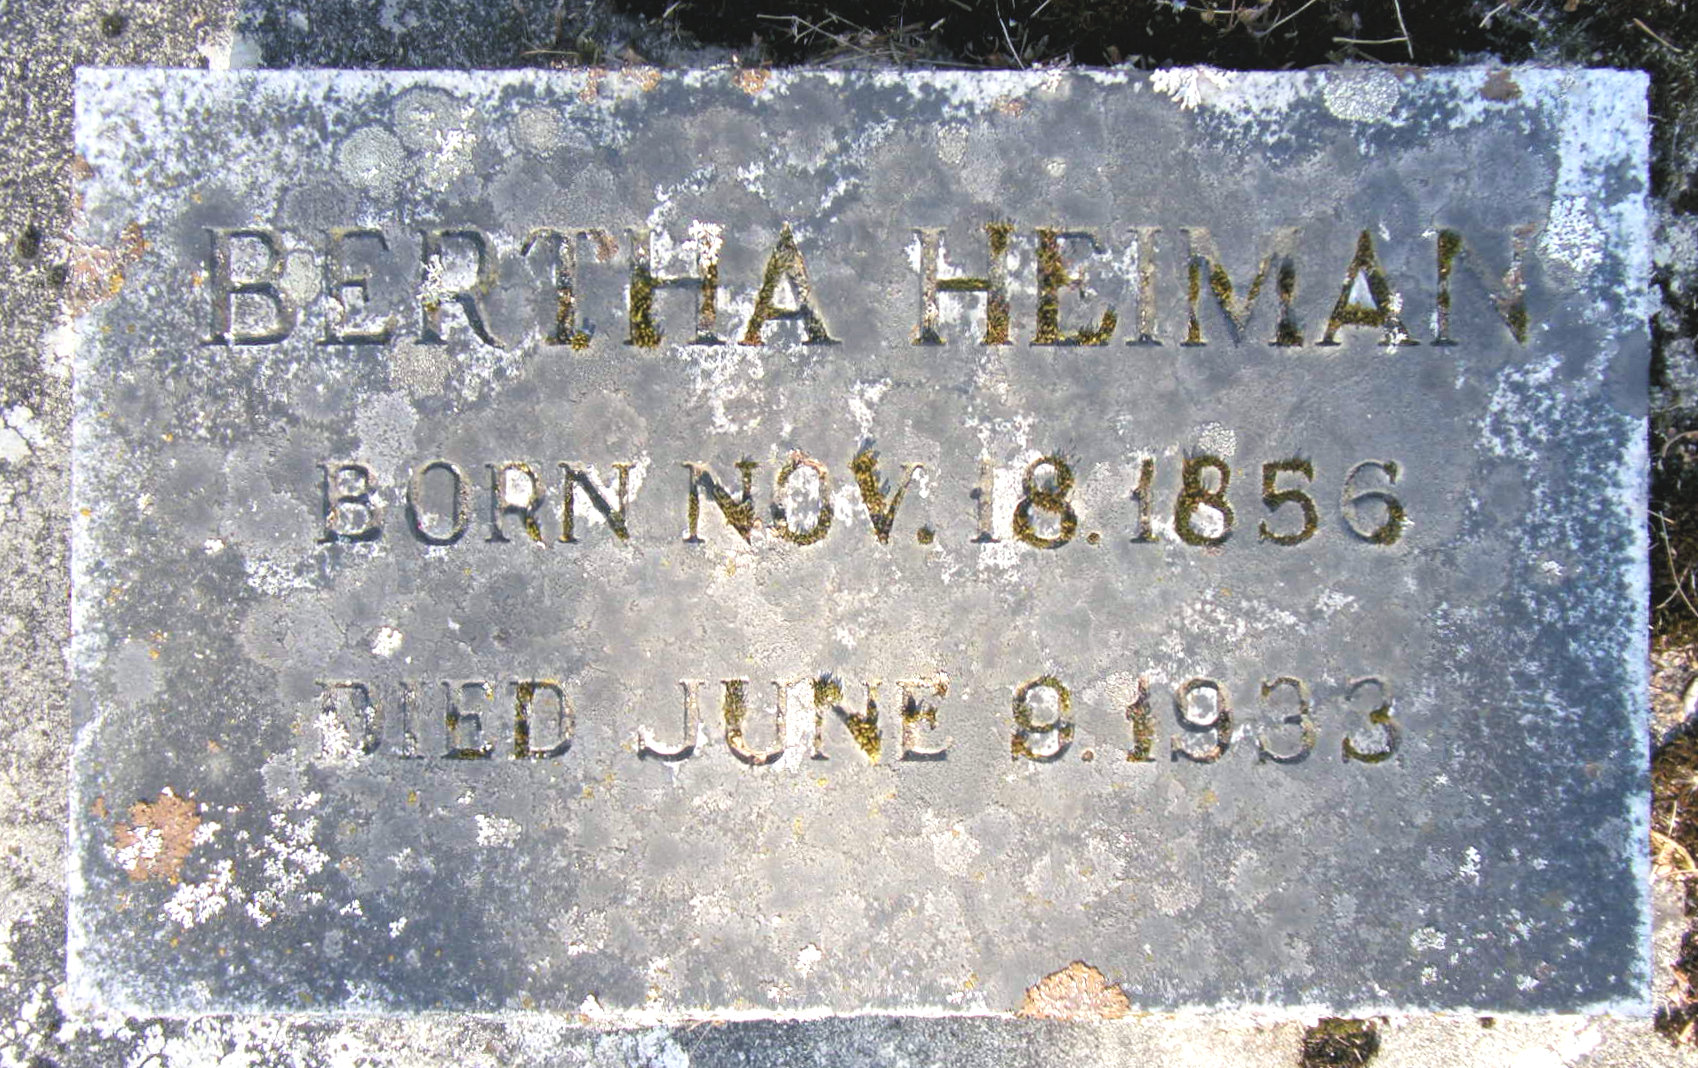 BERTHA HEIMAN
BORN NOV. 18. 1856
DIED JUNE 9. 1933